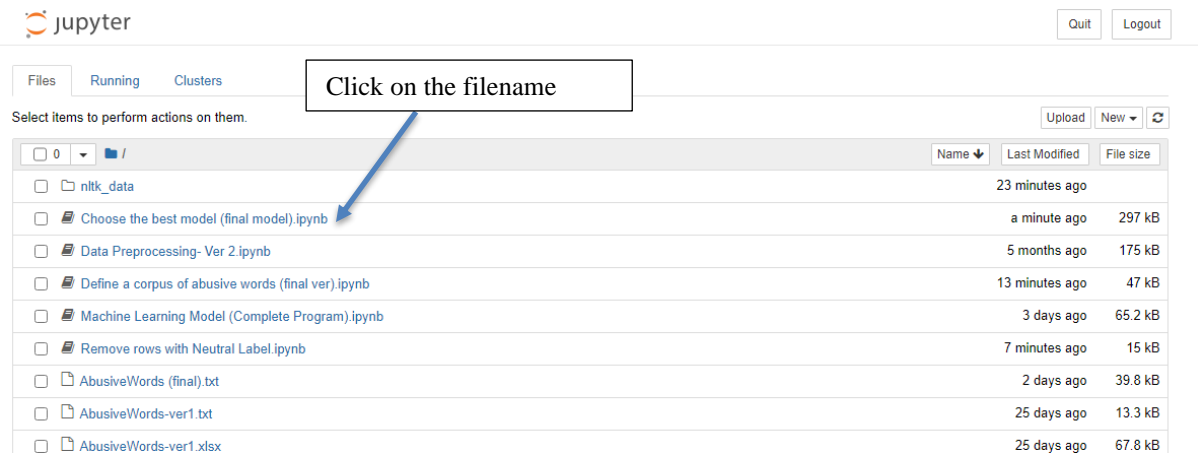 jupyter
Quit Logout
Files Running Clusters
Click on the filename
Select items to perform actions on them.
Upload New
0 /
Name Last Modified File size
nltk_data 23 minutes ago
Choose the best model (final model).ipynb a minute ago 297 kB
Data Preprocessing- Ver 2.ipynb 5 months ago 175 kB
Define a corpus of abusive words (final ver).ipynb 13 minutes ago 47 kB
Machine Learning Model (Complete Program).ipynb 3 days ago 65.2 kB
Remove rows with Neutral Label.ipynb 7 minutes ago 15 kB
AbusiveWords (final).txt 2 days ago 39.8 kB
AbusiveWords-ver1.txt 25 days ago 13.3 kB
AbusiveWords-ver1.xlsx 25 days ago 67.8 kB